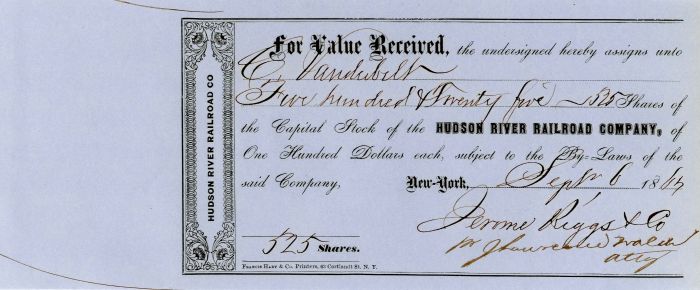 HUDSON RIVER RAILROAD CO
For Value Received, the undersigned hereby assigns unto
C. Vanderbilt
Five hundred & Twenty five ~ 525 Shares of
the Capital Stock of the HUDSON RIVER RAILROAD COMPANY, of
One Hundred Dollars each, subject to the By-Laws of the
said Company, New-York, Sept 6 186
Jerome Riggs & Co
atty
525 Shares.
Francis Hart & Co. Printers, 63 Cortlandt St. N. Y.